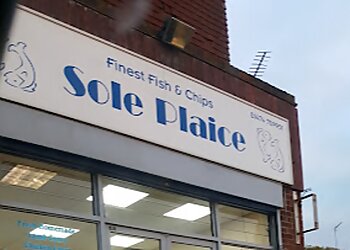 Finest Fish & Chips
Sole Plaice